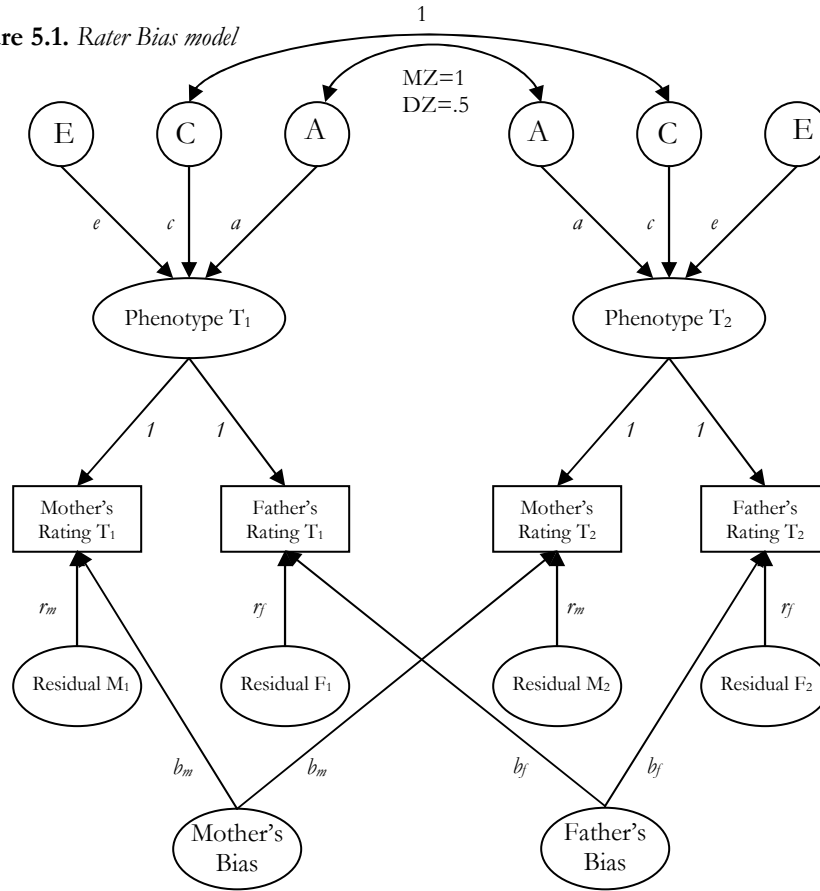 1
re 5.1. Rater Bias model
MZ=1
DZ=.5
E
C
A
A
C
E
e
c
a
a
c
e
Phenotype T1
Phenotype T2
1
1
1
1
Mother's
Rating T1
Father's
Rating T1
Mother's
Rating T2
Father's
Rating T2
rm
rf
rm
rf
Residual M1
Residual F1
Residual M2
Residual F2
bm
bm
bf
bf
Mother's
Bias
Father's
Bias